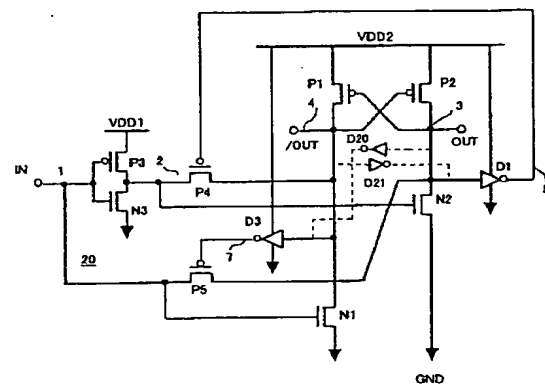 VDD2
P1
P2
4
3
VDD1
/OUT
D20
OUT
IN
1
P3
2
D21
D1
P4
N2
N3
D3
20
7
P5
N1
GND